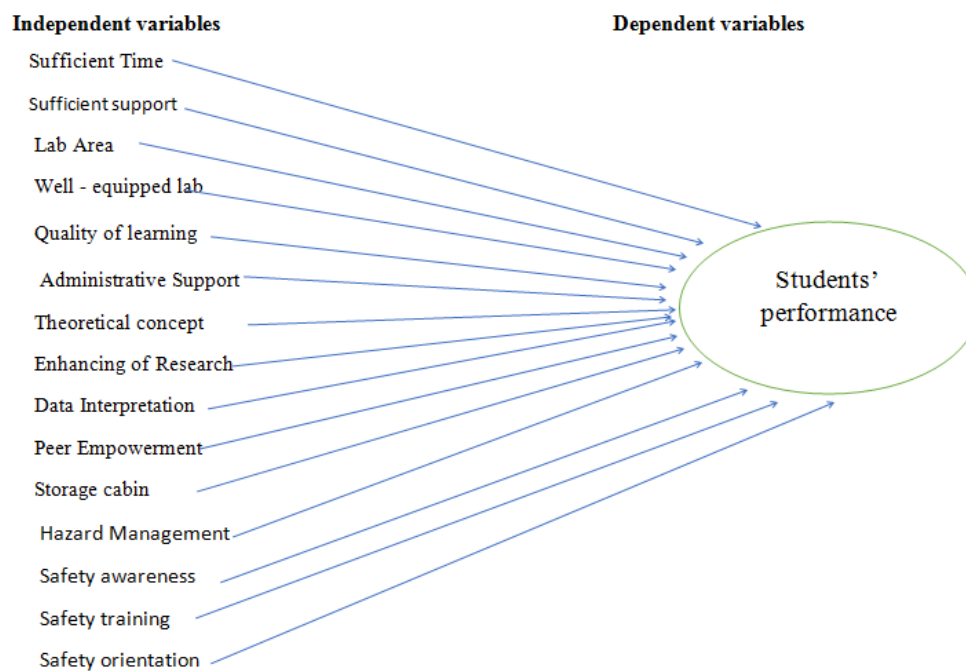 Independent variables
Dependent variables
Sufficient Time
Sufficient support
Lab Area
Well - equipped lab
Quality of learning
Administrative Support
Theoretical concept
Enhancing of Research
Data Interpretation
Peer Empowerment
Storage cabin
Hazard Management
Safety awareness
Safety training
Safety orientation
Students’
performance